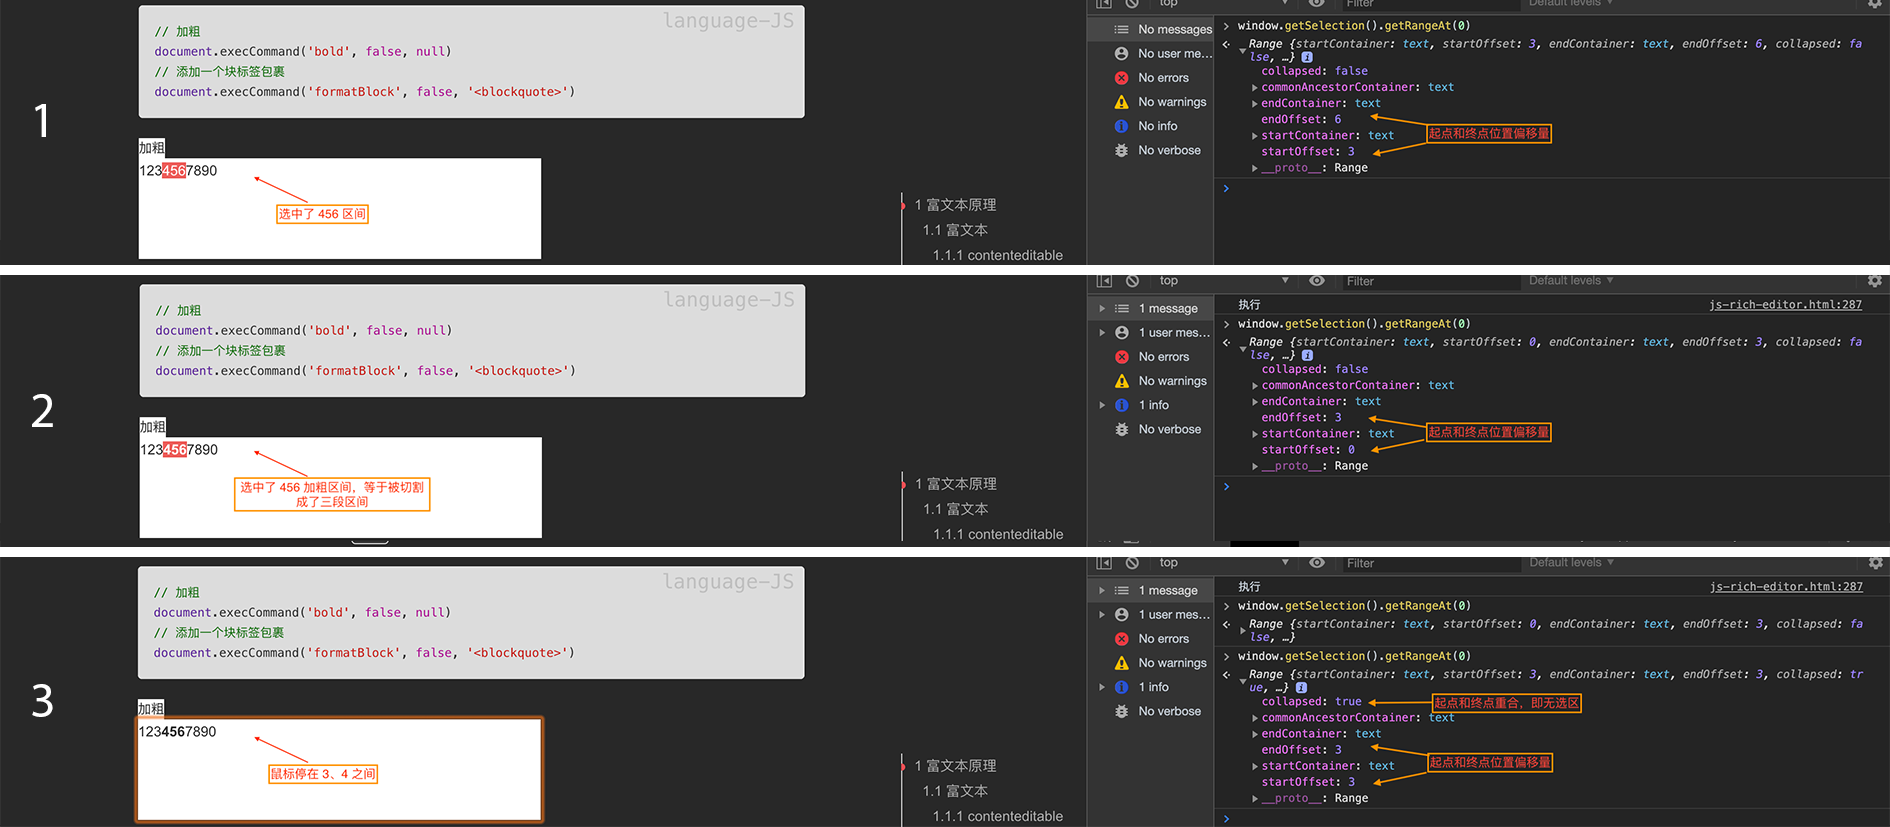 1
language-JS
// 加粗
document.execCommand('bold', false, null)
// 添加一个块标签包裹
document.execCommand('formatBlock', false, '<blockquote>')
加粗
1234567890
选中了 456 区间
1 富文本原理
1.1 富文本
1.1.1 contenteditable
top
Filter
Default levels ▼
No messages
No user me...
No errors
No warnings
No info
No verbose
> window.getSelection().getRangeAt(0)
Range {startContainer: text, startOffset: 3, endContainer: text, endOffset: 6, collapsed: fa
lse, …}
collapsed: false
commonAncestorContainer: text
endContainer: text
endOffset: 6
startContainer: text
startOffset: 3
__proto__: Range
起点和终点位置偏移量
2
language-JS
// 加粗
document.execCommand('bold', false, null)
// 添加一个块标签包裹
document.execCommand('formatBlock', false, '<blockquote>')
加粗
1234567890
选中了 456 加粗区间，等于被切割
成了三段区间
1 富文本原理
1.1 富文本
1.1.1 contenteditable
top
Filter
Default levels ▼
1 message
1 user mes...
No errors
No warnings
1 info
No verbose
执行 js-rich-editor.html:287
> window.getSelection().getRangeAt(0)
Range {startContainer: text, startOffset: 0, endContainer: text, endOffset: 3, collapsed: fa
lse, …}
collapsed: false
commonAncestorContainer: text
endContainer: text
endOffset: 3
startContainer: text
startOffset: 0
__proto__: Range
起点和终点位置偏移量
3
language-JS
// 加粗
document.execCommand('bold', false, null)
// 添加一个块标签包裹
document.execCommand('formatBlock', false, '<blockquote>')
加粗
1234567890
鼠标停在 3、4 之间
1 富文本原理
1.1 富文本
1.1.1 contenteditable
top
Filter
Default levels ▼
1 message
1 user mes...
No errors
No warnings
1 info
No verbose
执行 js-rich-editor.html:287
> window.getSelection().getRangeAt(0)
Range {startContainer: text, startOffset: 0, endContainer: text, endOffset: 3, collapsed: fa
lse, …}
> window.getSelection().getRangeAt(0)
Range {startContainer: text, startOffset: 3, endContainer: text, endOffset: 3, collapsed: tr
ue, …}
collapsed: true
起点和终点重合，即无选区
commonAncestorContainer: text
endContainer: text
endOffset: 3
startContainer: text
startOffset: 3
__proto__: Range
起点和终点位置偏移量